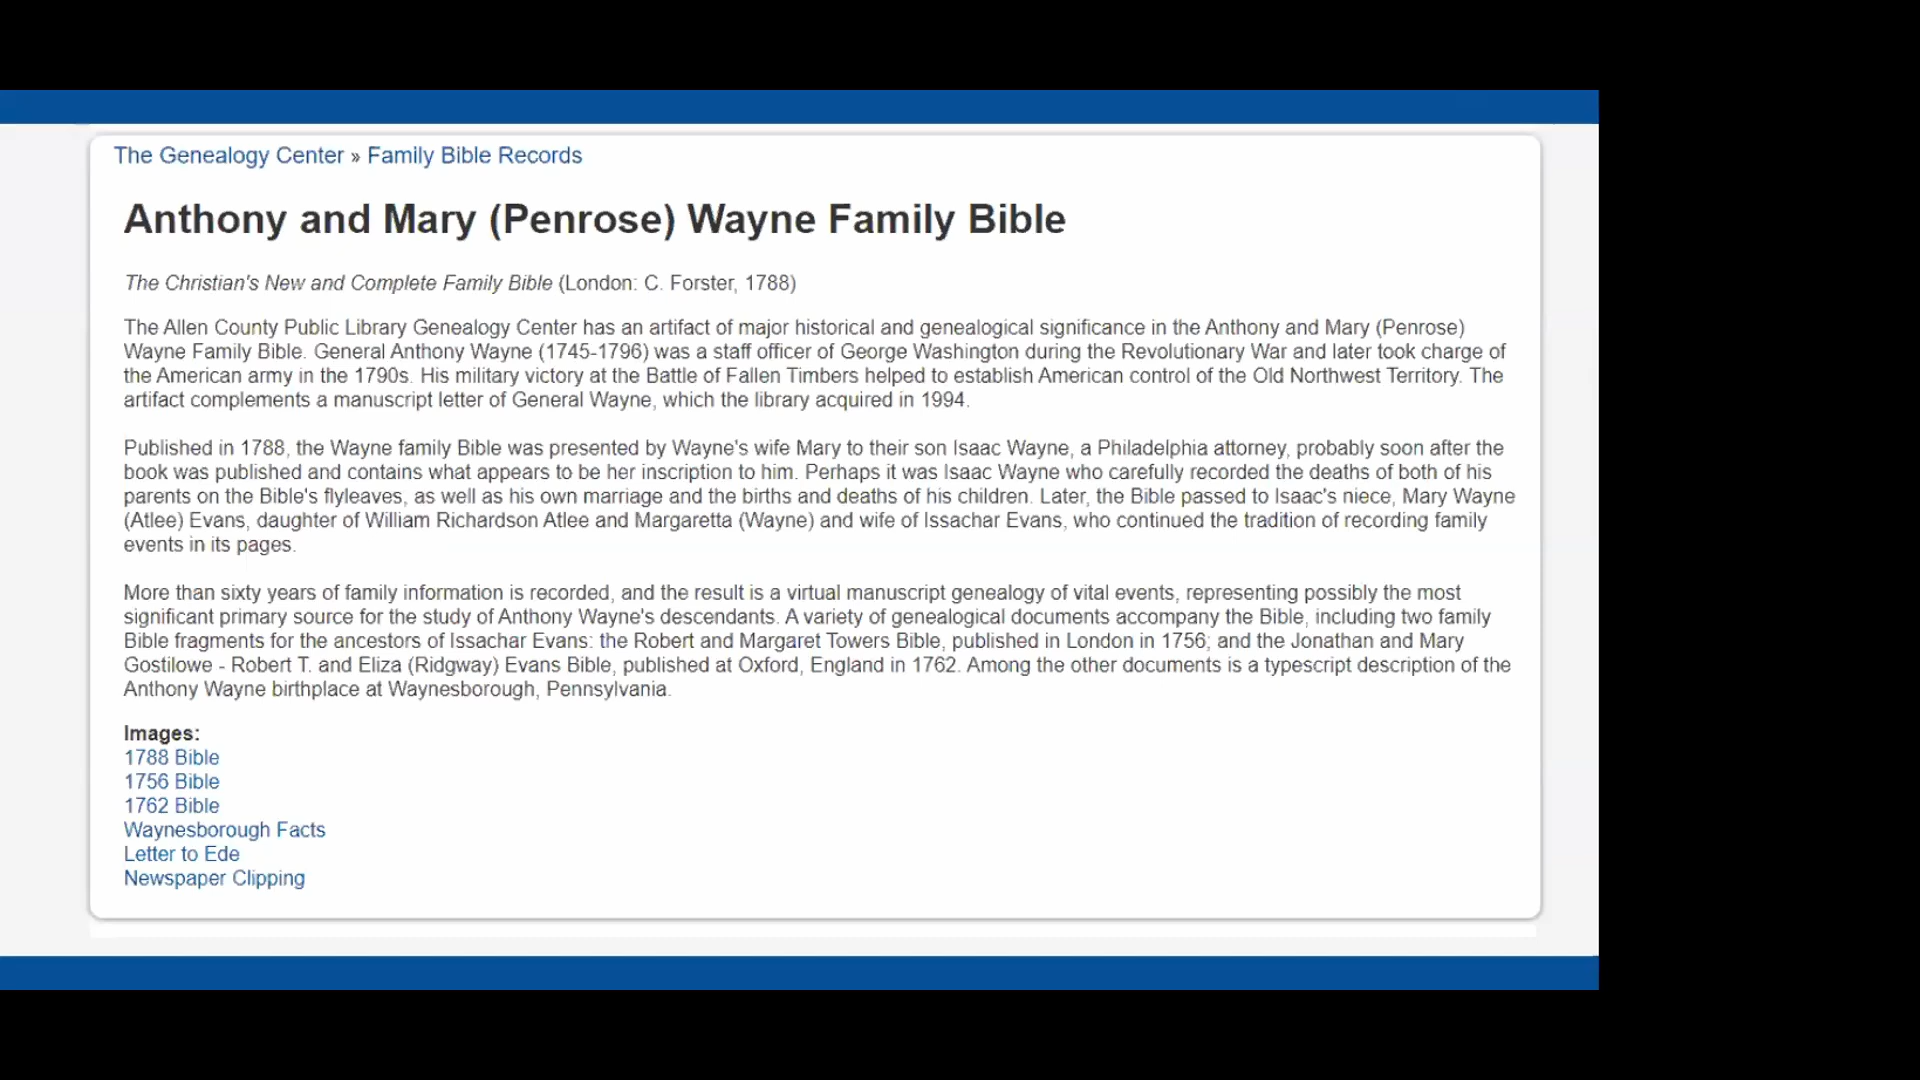 The Genealogy Center » Family Bible Records
Anthony and Mary (Penrose) Wayne Family Bible
The Christian's New and Complete Family Bible (London: C. Forster, 1788)
The Allen County Public Library Genealogy Center has an artifact of major historical and genealogical significance in the Anthony and Mary (Penrose)
Wayne Family Bible. General Anthony Wayne (1745-1796) was a staff officer of George Washington during the Revolutionary War and later took charge of
the American army in the 1790s. His military victory at the Battle of Fallen Timbers helped to establish American control of the Old Northwest Territory. The
artifact complements a manuscript letter of General Wayne, which the library acquired in 1994.
Published in 1788, the Wayne family Bible was presented by Wayne's wife Mary to their son Isaac Wayne, a Philadelphia attorney, probably soon after the
book was published and contains what appears to be her inscription to him. Perhaps it was Isaac Wayne who carefully recorded the deaths of both of his
parents on the Bible's flyleaves, as well as his own marriage and the births and deaths of his children. Later, the Bible passed to Isaac's niece, Mary Wayne
(Atlee) Evans, daughter of William Richardson Atlee and Margaretta (Wayne) and wife of Issachar Evans, who continued the tradition of recording family
events in its pages.
More than sixty years of family information is recorded, and the result is a virtual manuscript genealogy of vital events, representing possibly the most
significant primary source for the study of Anthony Wayne's descendants. A variety of genealogical documents accompany the Bible, including two family
Bible fragments for the ancestors of Issachar Evans: the Robert and Margaret Towers Bible, published in London in 1756; and the Jonathan and Mary
Gostilowe - Robert T. and Eliza (Ridgway) Evans Bible, published at Oxford, England in 1762. Among the other documents is a typescript description of the
Anthony Wayne birthplace at Waynesborough, Pennsylvania.
Images:
1788 Bible
1756 Bible
1762 Bible
Waynesborough Facts
Letter to Ede
Newspaper Clipping